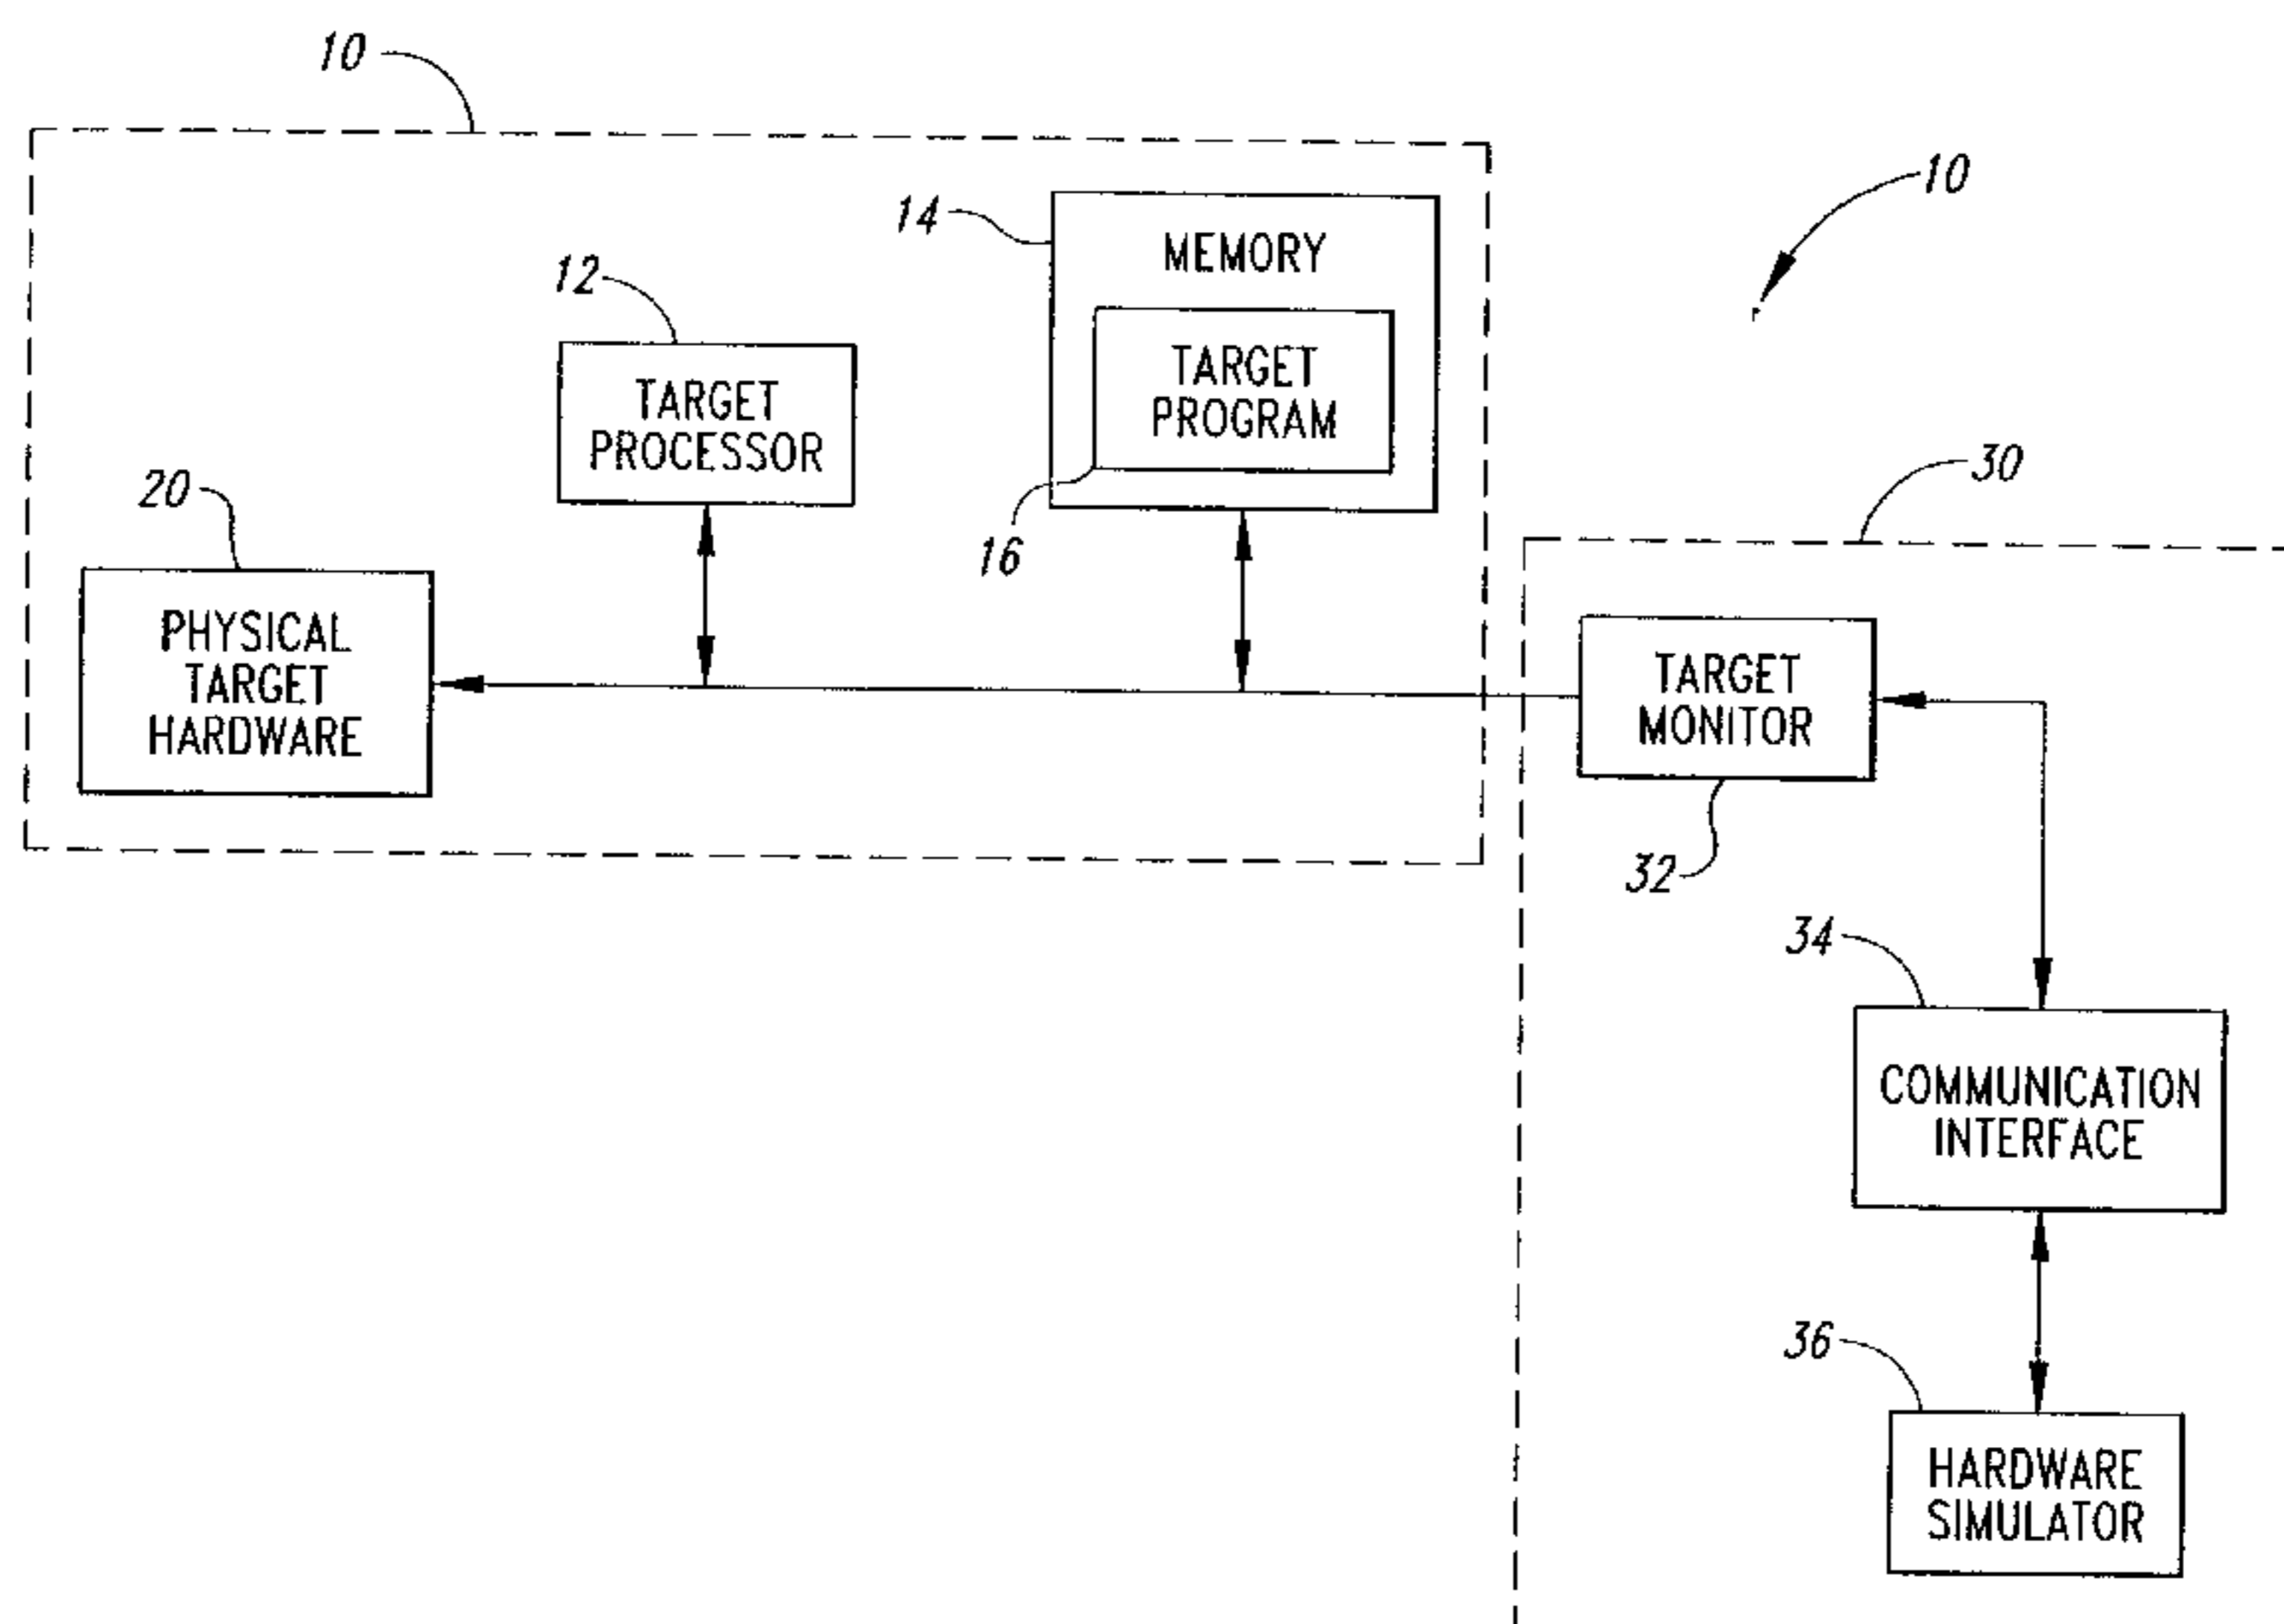 10
10
14
MEMORY
12
TARGET
PROGRAM
TARGET
PROCESSOR
16
20
30
PHYSICAL
TARGET
HARDWARE
TARGET
MONITOR
32
34
COMMUNICATION
INTERFACE
36
HARDWARE
SIMULATOR